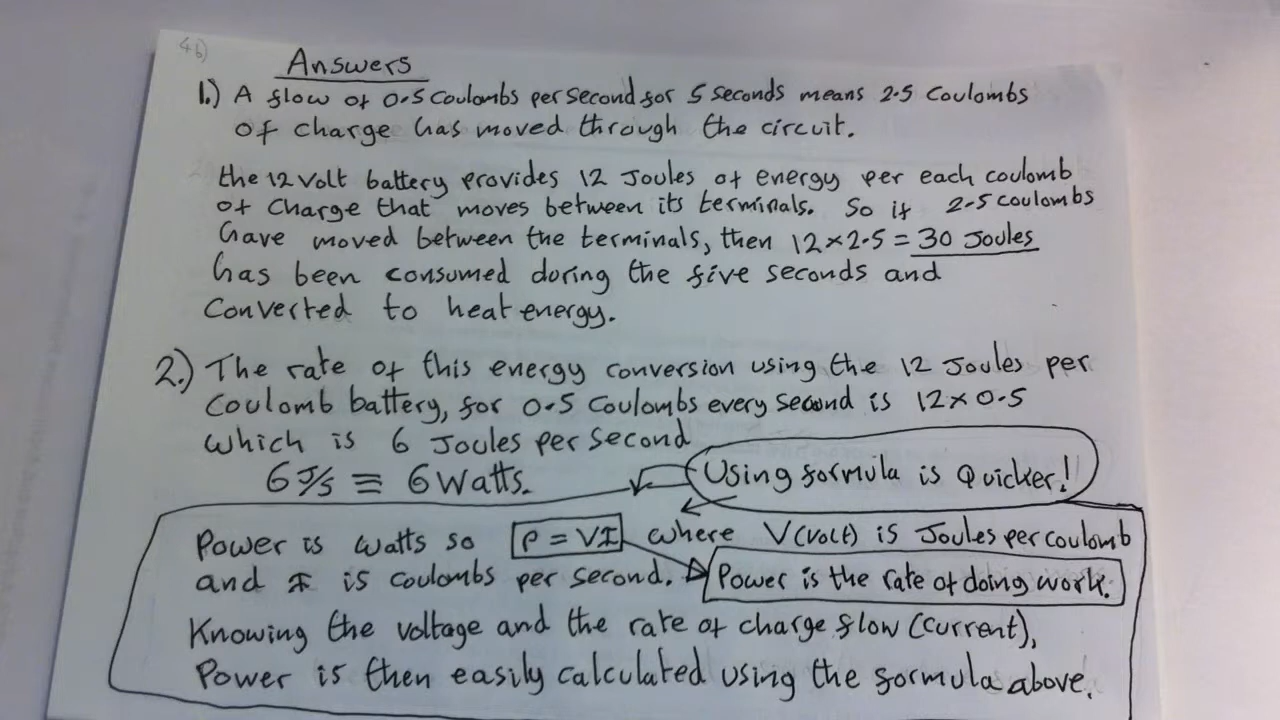 4b)
Answers
1.) A flow of 0.5 Coulombs per second for 5 seconds means 2.5 Coulombs
of charge has moved through the circuit.
the 12 Volt battery provides 12 Joules of energy per each coulomb
of Charge that moves between its terminals. So if 2.5 coulombs
have moved between the terminals, then 12 × 2.5 = 30 Joules
has been consumed during the five seconds and
Converted to heat energy.
2.) The rate of this energy conversion using the 12 Joules per
Coulomb battery, for 0.5 Coulombs every second is 12 × 0.5
which is 6 Joules per second
6 J/s ≡ 6 Watts.
Using formula is Quicker!
Power is watts so P = VI where V (Volt) is Joules per coulomb
and I is coulombs per second. Power is the rate of doing work.
Knowing the voltage and the rate of charge flow (current),
Power is then easily calculated using the formula above.